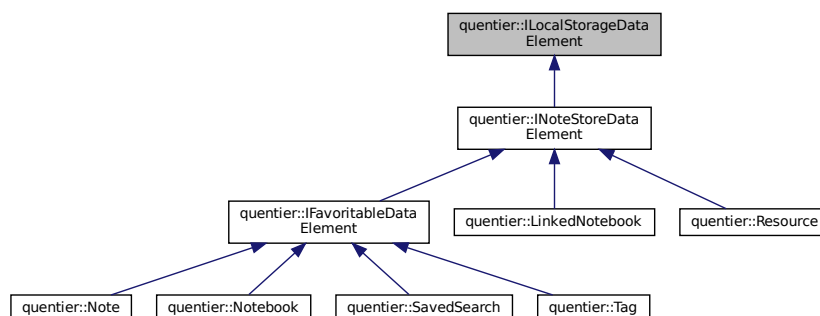 quentier::ILocalStorageData
Element
quentier::INoteStoreData
Element
quentier::IFavoritableData
Element
quentier::LinkedNotebook
quentier::Resource
quentier::Note
quentier::Notebook
quentier::SavedSearch
quentier::Tag